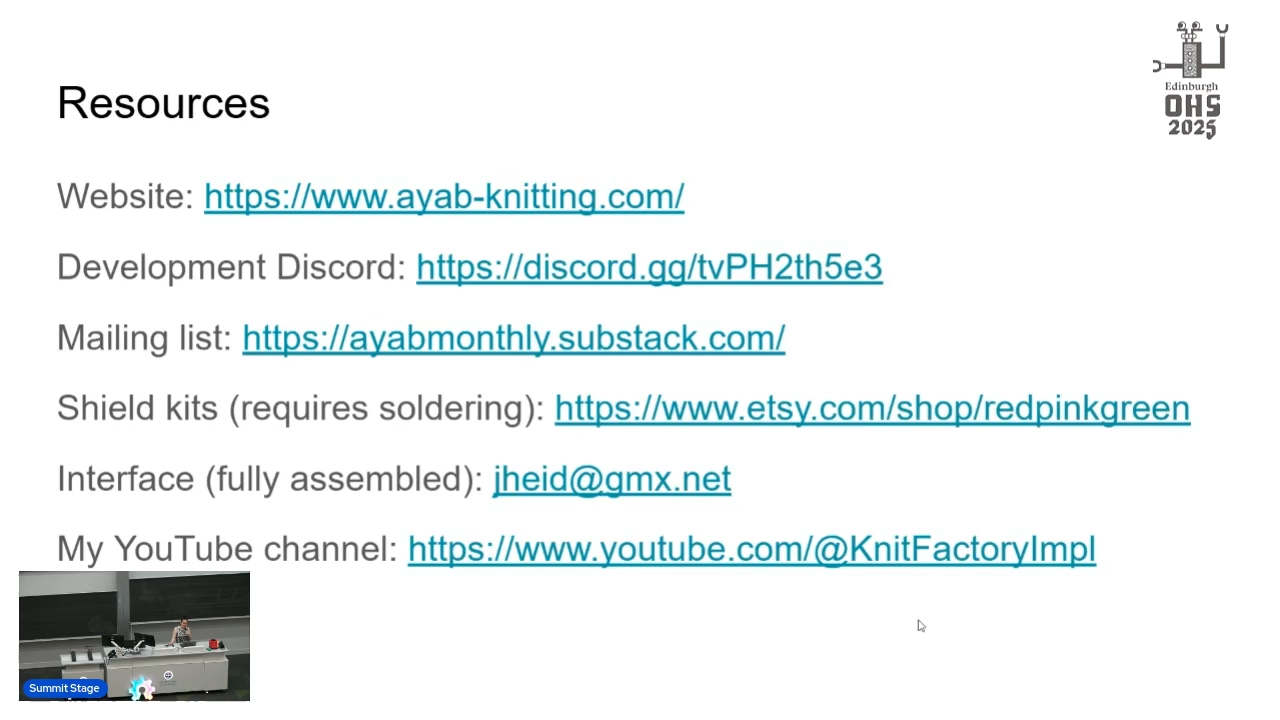 Edinburgh
OHS
2025
Resources
Website: https://www.ayab-knitting.com/
Development Discord: https://discord.gg/tvPH2th5e3
Mailing list: https://ayabmonthly.substack.com/
Shield kits (requires soldering): https://www.etsy.com/shop/redpinkgreen
Interface (fully assembled): jheid@gmx.net
My YouTube channel: https://www.youtube.com/@KnitFactoryImpl
Summit Stage